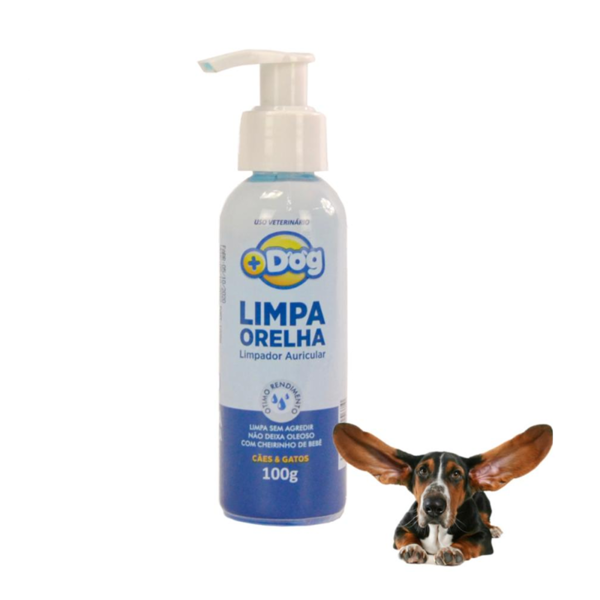 USO VETERINÁRIO
+Dog
LIMPA
ORELHA
Limpador Auricular
ÓTIMO RENDIMENTO
LIMPA SEM AGREDIR
NÃO DEIXA OLEOSO
COM CHEIRINHO DE BEBÊ
CÃES & GATOS
100g